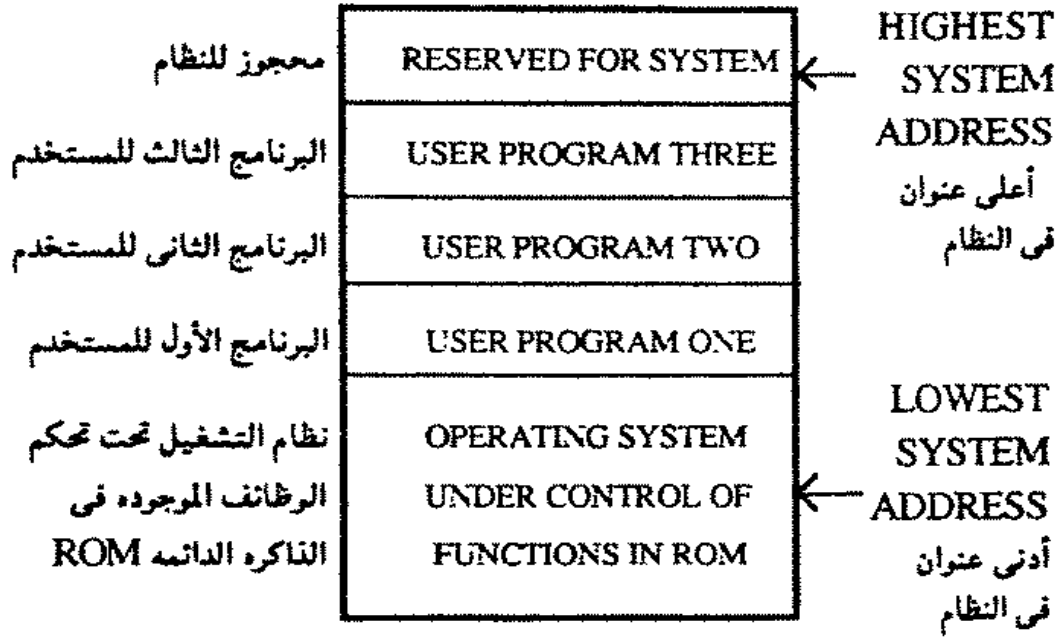 محجوز للنظام
RESERVED FOR SYSTEM
HIGHEST
SYSTEM
ADDRESS
أعلى عنوان
فى النظام
البرنامج الثالث للمستخدم
USER PROGRAM THREE
البرنامج الثانى للمستخدم
USER PROGRAM TWO
البرنامج الأول للمستخدم
USER PROGRAM ONE
نظام التشغيل تحت تحكم
الوظائف الموجوده فى
الذاكره الدائمه ROM
OPERATING SYSTEM
UNDER CONTROL OF
FUNCTIONS IN ROM
LOWEST
SYSTEM
ADDRESS
أدنى عنوان
فى النظام